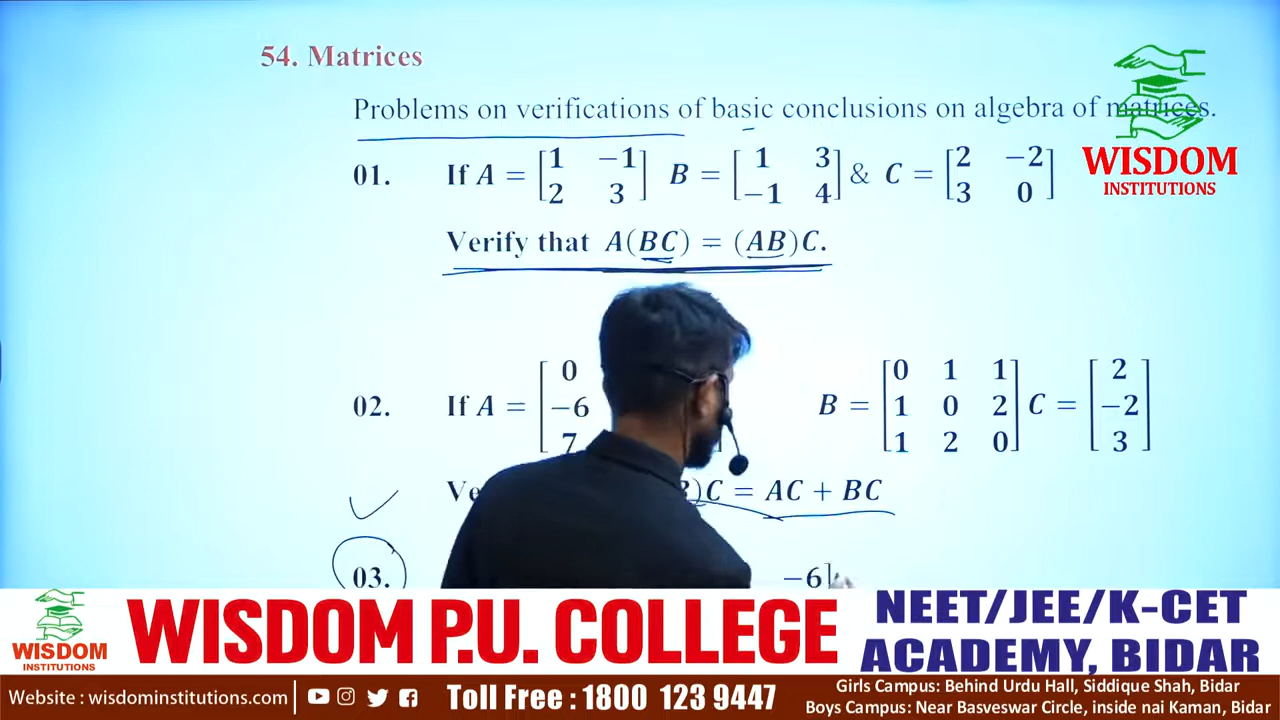 54. Matrices
Problems on verifications of basic conclusions on algebra of matrices.
WISDOM
INSTITUTIONS
01. If A = [1 −1] B = [1 3] & C = [2 −2]
[2 3] [−1 4] [3 0]
Verify that A(BC) = (AB)C.
02. If A = [0 B = [0 1 1] C = [2]
[−6 [1 0 2] [−2]
[7 [1 2 0] [3]
)C = AC + BC
03. −6]
WISDOM
INSTITUTIONS
WISDOM P.U. COLLEGE
NEET/JEE/K-CET
ACADEMY, BIDAR
Website : wisdominstitutions.com
Toll Free : 1800 123 9447
Girls Campus: Behind Urdu Hall, Siddique Shah, Bidar
Boys Campus: Near Basveswar Circle, inside nai Kaman, Bidar